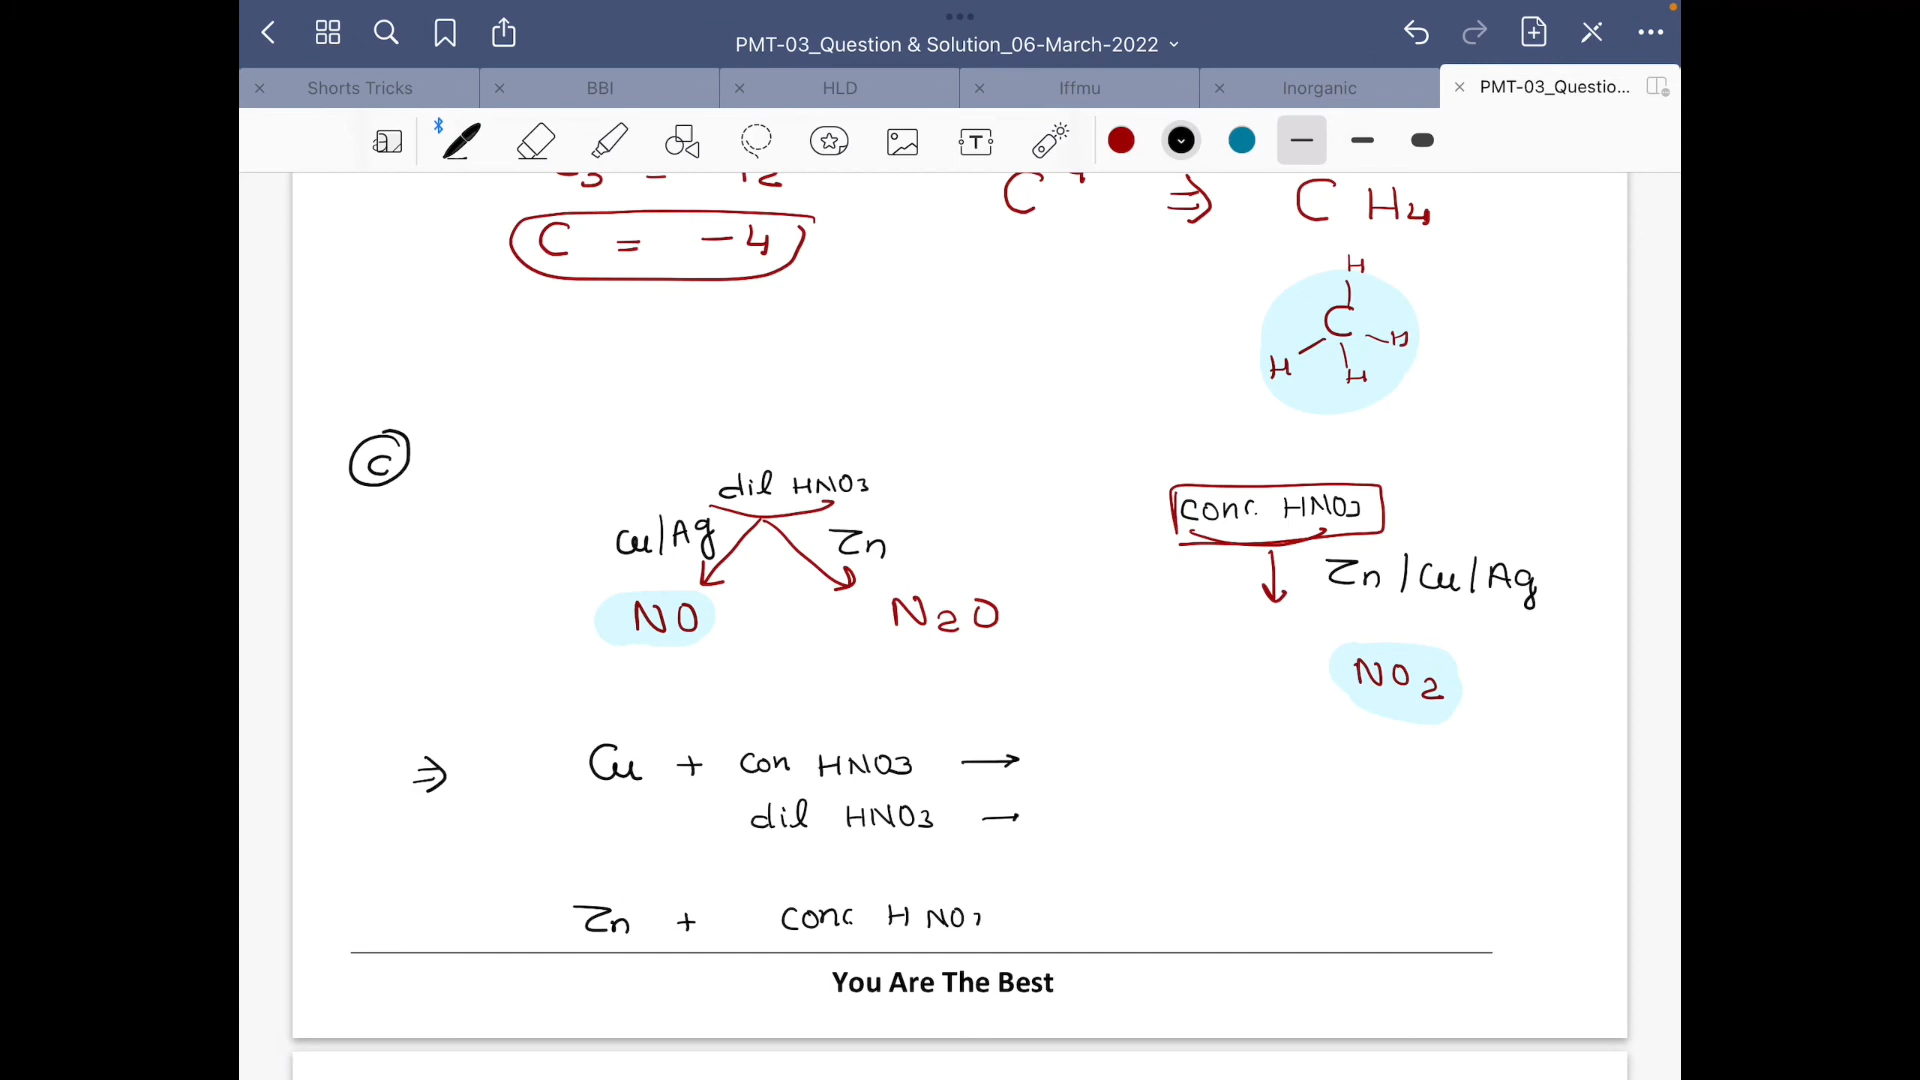 PMT-03_Question & Solution_06-March-2022
Shorts Tricks
BBI
HLD
Iffmu
Inorganic
PMT-03_Questio...
T
C ⇒ CH4
C = -4
H
C
H
H
H
C
dil HNO3
Cu/Ag
Zn
NO
N2O
conc. HNO3
Zn/Cu/Ag
NO2
⇒ Cu + con HNO3 →
dil HNO3 →
Zn + conc HNO3
You Are The Best